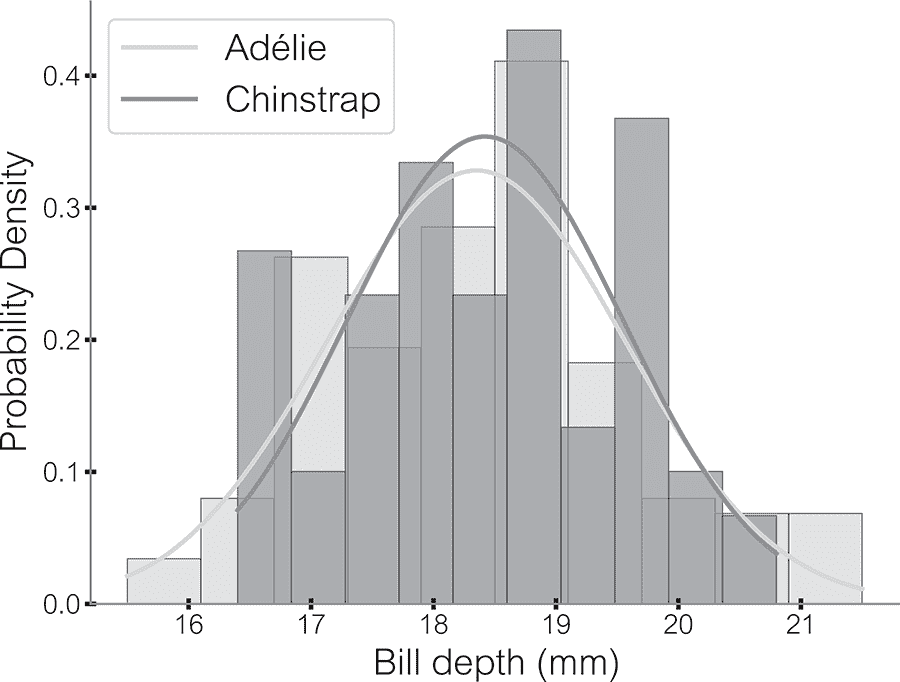 Adélie
Chinstrap
Probability Density
0.4
0.3
0.2
0.1
0.0
16 17 18 19 20 21
Bill depth (mm)